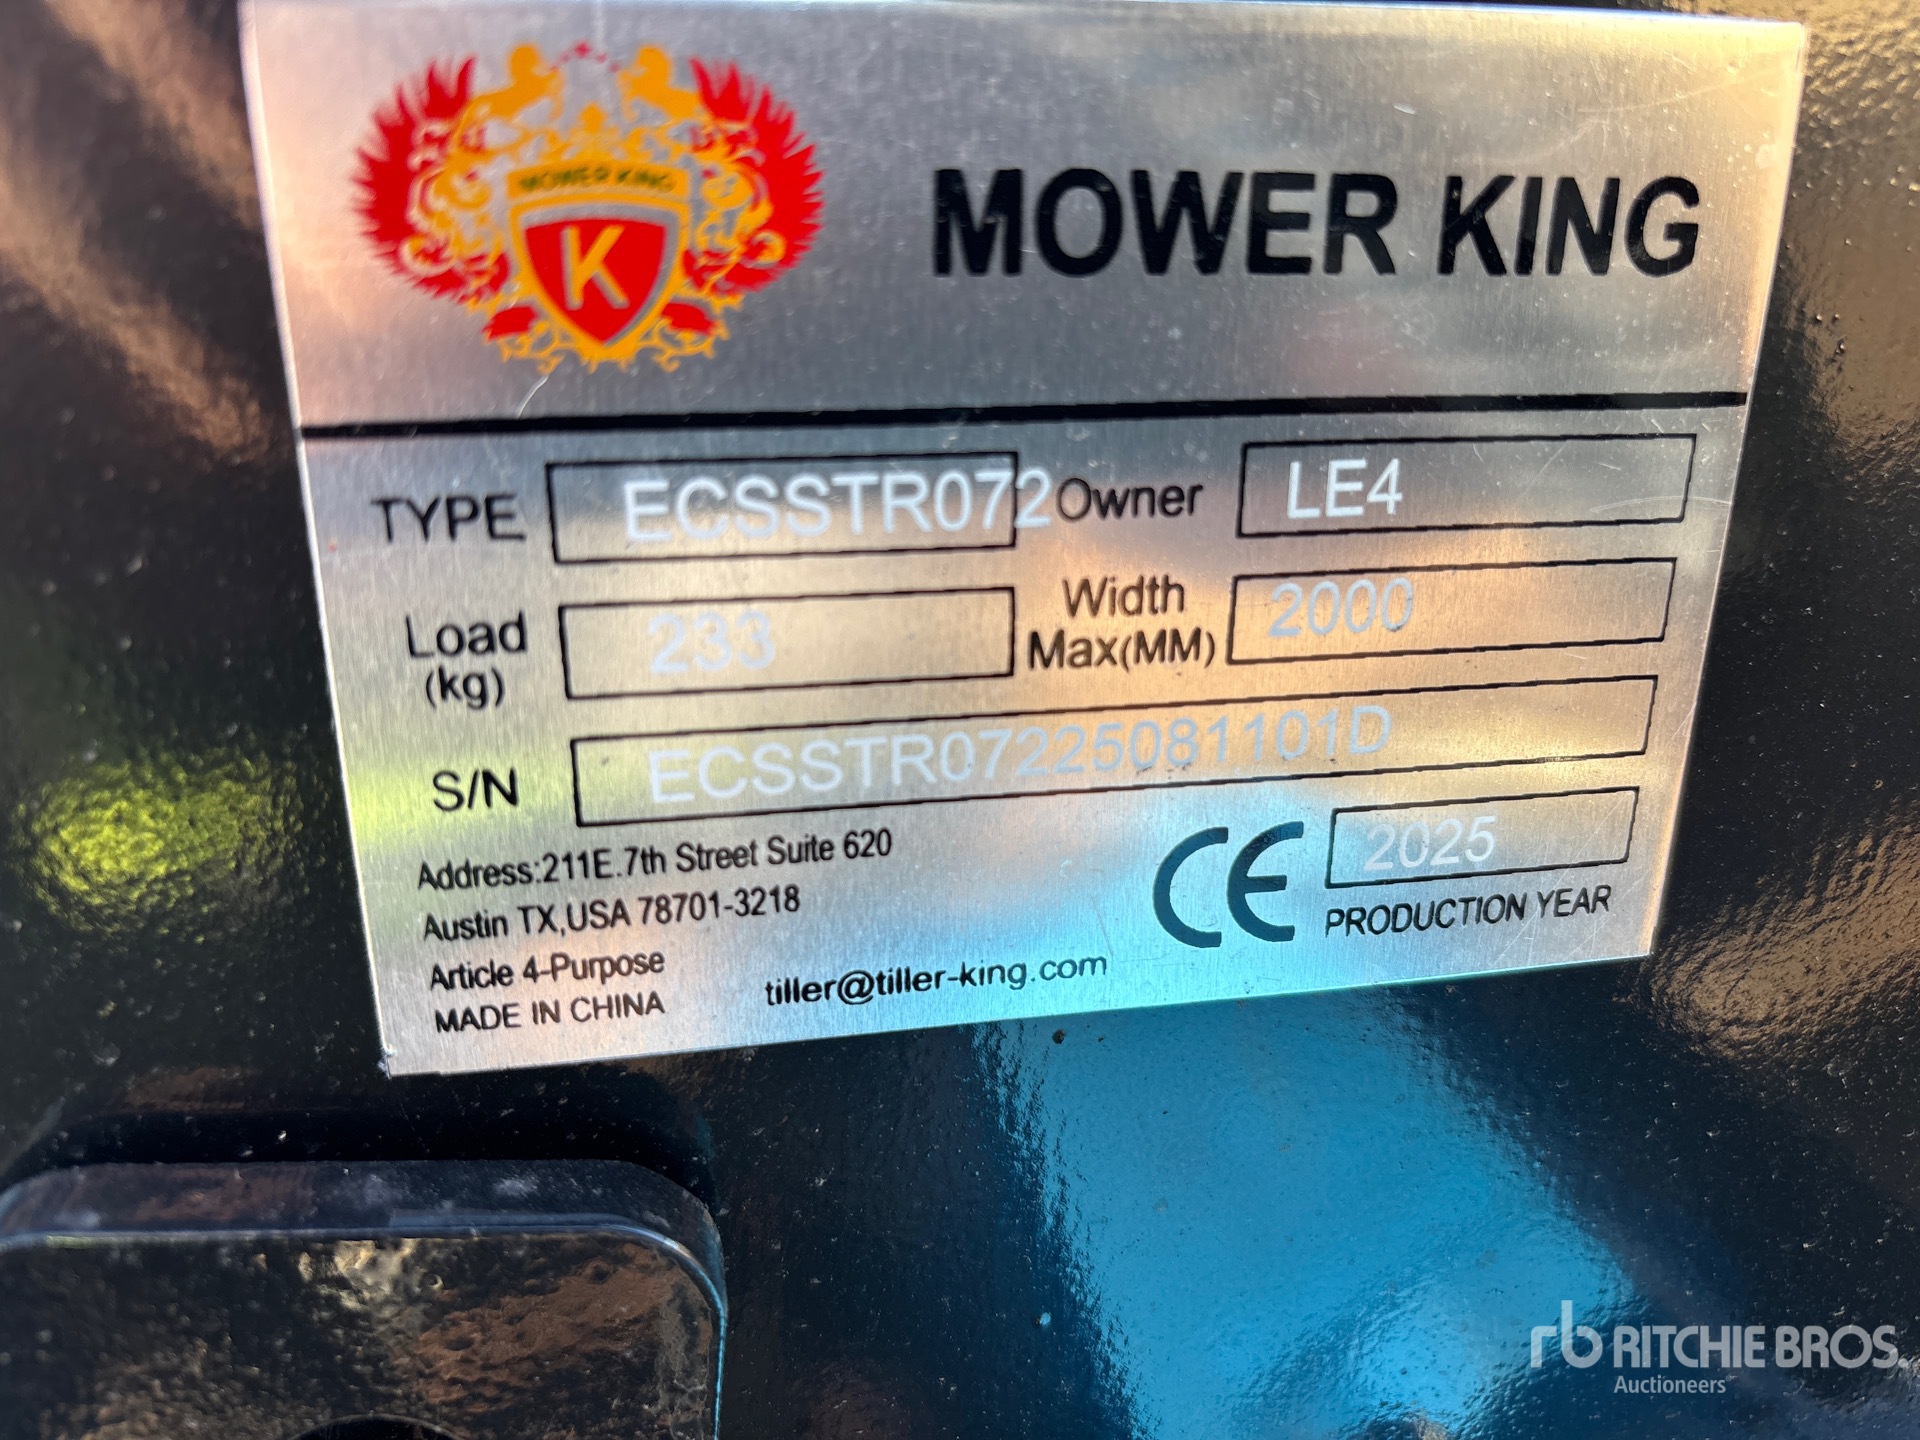 MOWER KING
K
MOWER KING
TYPE ECSSTR072 Owner LE4
Load (kg) 233 Width Max(MM) 2000
S/N ECSSTR07225081101D
Address:211E.7th Street Suite 620
Austin TX,USA 78701-3218
Article 4-Purpose
MADE IN CHINA
tiller@tiller-king.com
CE 2025
PRODUCTION YEAR
rb RITCHIE BROS.
Auctioneers